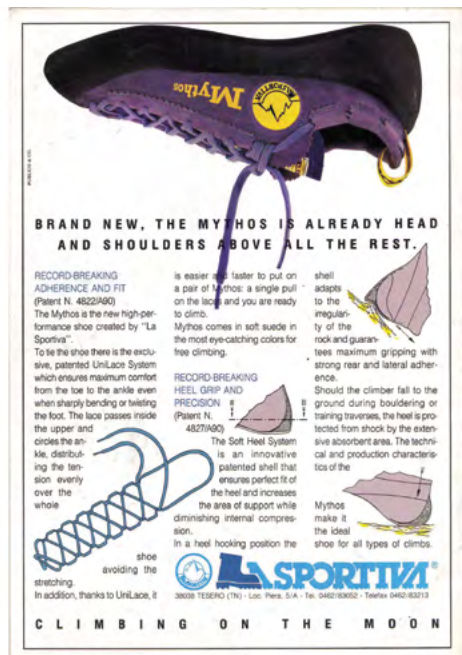 Mythos
LA SPORTIVA
BRAND NEW, THE MYTHOS IS ALREADY HEAD
AND SHOULDERS ABOVE ALL THE REST.
RECORD-BREAKING
ADHERENCE AND FIT
(Patent N. 4822/A90)
The Mythos is the new high-per-
formance shoe created by "La
Sportiva".
To tie the shoe there is the exclu-
sive, patented UniLace System
which ensures maximum comfort
from the toe to the ankle even
when sharply bending or twisting
the foot. The lace passes inside
the upper and
circles the an-
kle, distribut-
ing the ten-
sion evenly
over the
whole
shoe
avoiding the
stretching.
In addition, thanks to UniLace, it
is easier and faster to put on
a pair of Mythos: a single pull
on the laces and you are ready
to climb.
Mythos comes in soft suede in
the most eye-catching colors for
free climbing.
RECORD-BREAKING
HEEL GRIP AND
PRECISION
(Patent N.
4827/A90)
The Soft Heel System
is an innovative
patented shell that
ensures perfect fit of
the heel and increases
the area of support while
diminishing internal compres-
sion.
In a heel hooking position the
shell
adapts
to the
irregulari-
ty of the
rock and guaran-
tees maximum gripping with
strong rear and lateral adher-
ence.
Should the climber fall to the
ground during bouldering or
training traverses, the heel is pro-
tected from shock by the exten-
sive absorbent area. The techni-
cal and production characteris-
tics of the
Mythos
make it
the ideal
shoe for all types of climbs.
LA SPORTIVA®
38038 TESERO (TN) - Loc. Piera, 5/A - Tel. 0462/83052 - Telefax 0462/83213
CLIMBING ON THE MOON